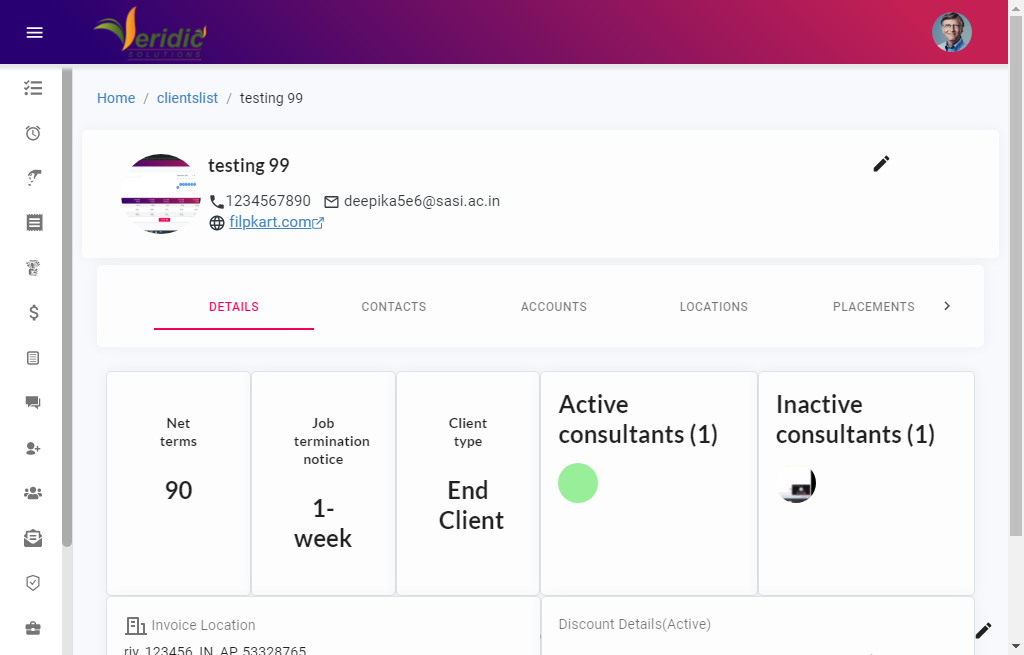 Veridic
SOLUTIONS
Home / clientslist / testing 99
testing 99
1234567890 deepika5e6@sasi.ac.in
filpkart.com
DETAILS CONTACTS ACCOUNTS LOCATIONS PLACEMENTS
Net
terms
90
Job
termination
notice
1-
week
Client
type
End
Client
Active
consultants (1)
Inactive
consultants (1)
Invoice Location
riv, 123456, IN, AP, 53328765
Discount Details(Active)